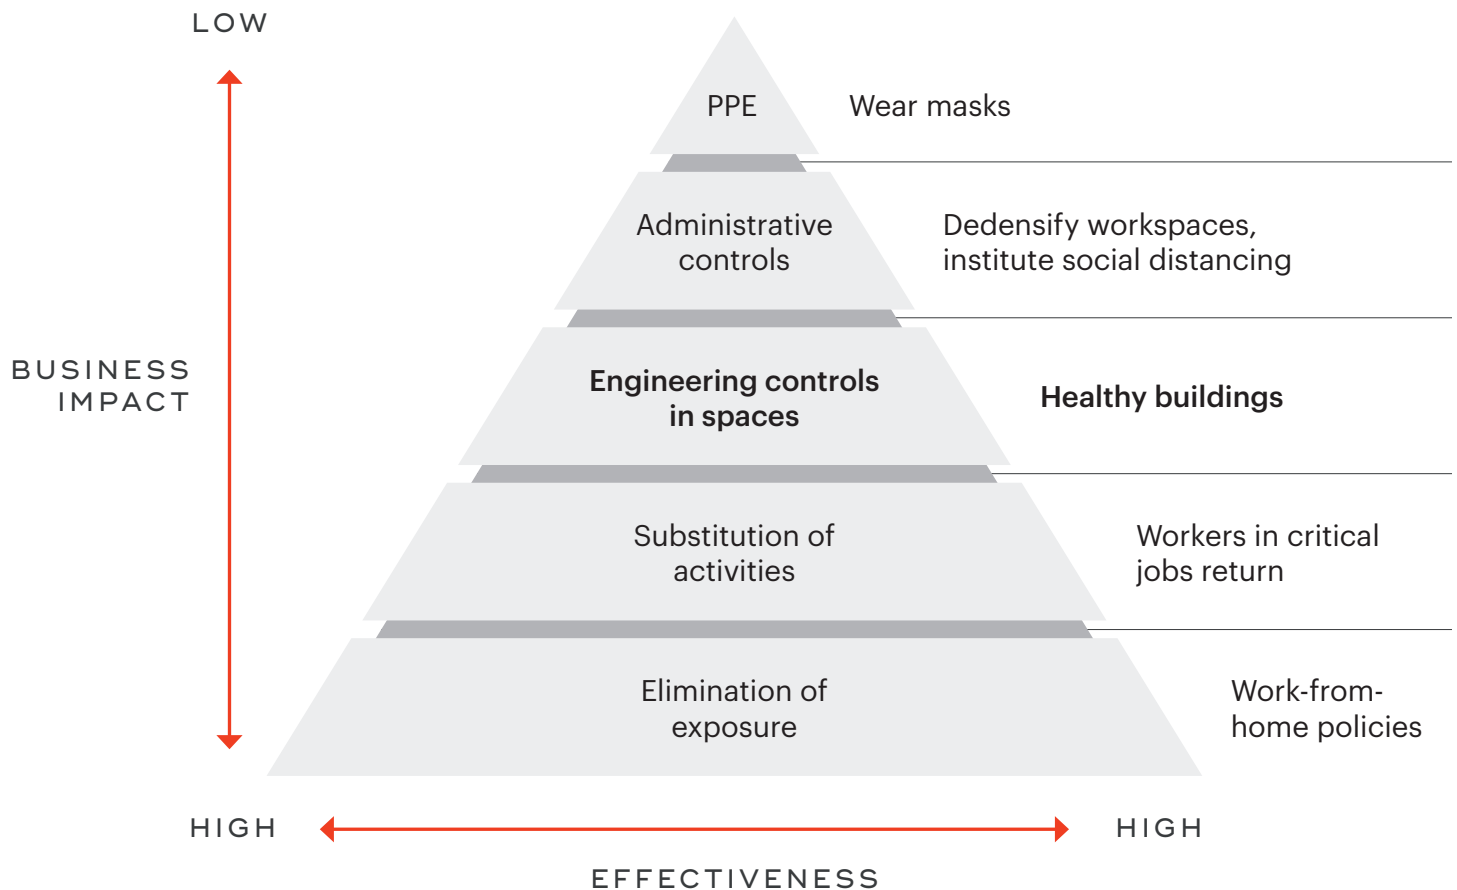 LOW
PPE
Wear masks
Administrative
controls
Dedensify workspaces,
institute social distancing
BUSINESS
IMPACT
Engineering controls
in spaces
Healthy buildings
Substitution of
activities
Workers in critical
jobs return
Elimination of
exposure
Work-from-
home policies
HIGH
HIGH
EFFECTIVENESS